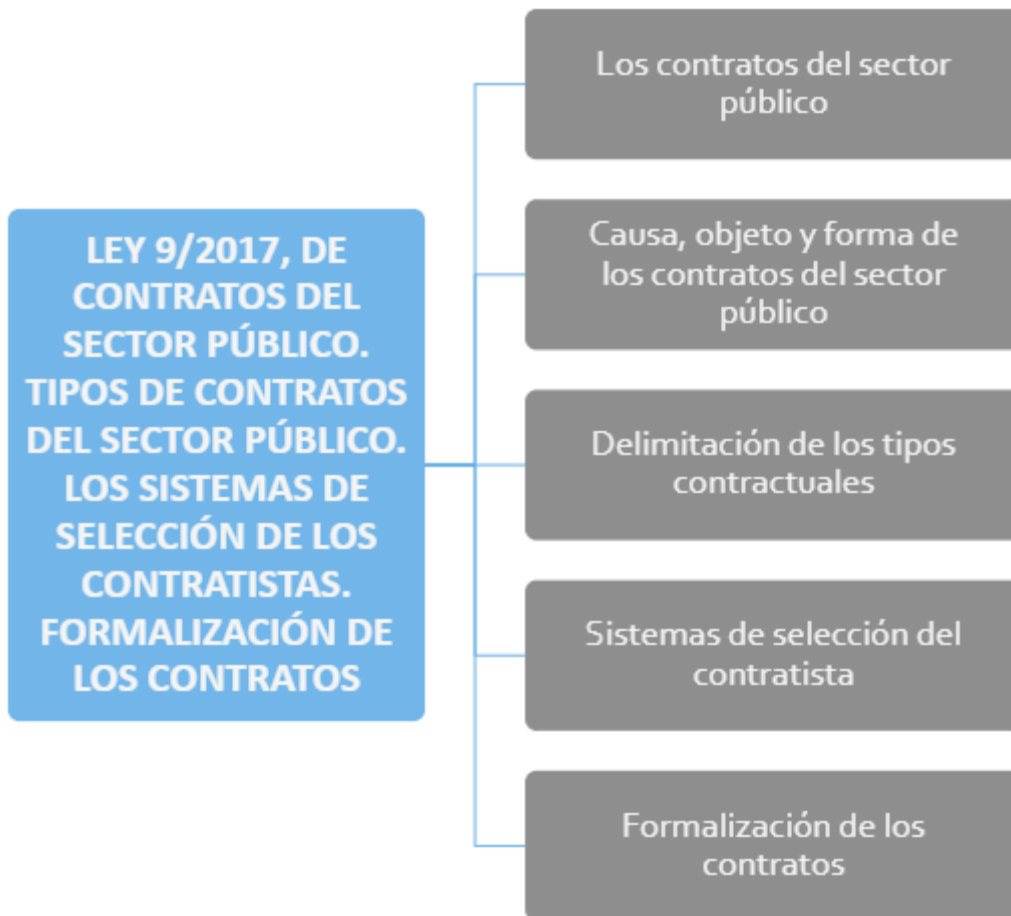 LEY 9/2017, DE
CONTRATOS DEL
SECTOR PÚBLICO.
TIPOS DE CONTRATOS
DEL SECTOR PÚBLICO.
LOS SISTEMAS DE
SELECCIÓN DE LOS
CONTRATISTAS.
FORMALIZACIÓN DE
LOS CONTRATOS
Los contratos del sector
público
Causa, objeto y forma de
los contratos del sector
público
Delimitación de los tipos
contractuales
Sistemas de selección del
contratista
Formalización de los
contratos